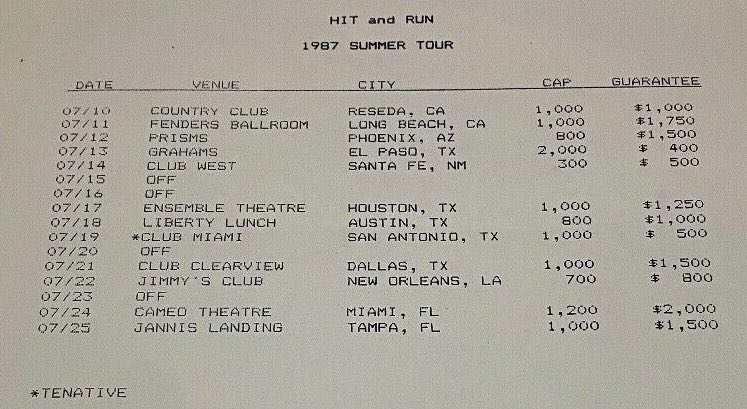 HIT and RUN
1987 SUMMER TOUR
DATE VENUE CITY CAP GUARANTEE
07/10 COUNTRY CLUB RESEDA, CA 1,000 $1,000
07/11 FENDERS BALLROOM LONG BEACH, CA 1,000 $1,750
07/12 PRISMS PHOENIX, AZ 800 $1,500
07/13 GRAHAMS EL PASO, TX 2,000 $ 400
07/14 CLUB WEST SANTA FE, NM 300 $ 500
07/15 OFF
07/16 OFF
07/17 ENSEMBLE THEATRE HOUSTON, TX 1,000 $1,250
07/18 LIBERTY LUNCH AUSTIN, TX 800 $1,000
07/19 *CLUB MIAMI SAN ANTONIO, TX 1,000 $ 500
07/20 OFF
07/21 CLUB CLEARVIEW DALLAS, TX 1,000 $1,500
07/22 JIMMY'S CLUB NEW ORLEANS, LA 700 $ 800
07/23 OFF
07/24 CAMEO THEATRE MIAMI, FL 1,200 $2,000
07/25 JANNIS LANDING TAMPA, FL 1,000 $1,500
*TENATIVE